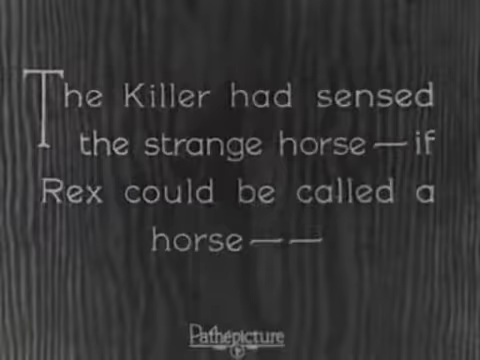 The Killer had sensed
the strange horse — if
Rex could be called a
horse — —
Pathépicture